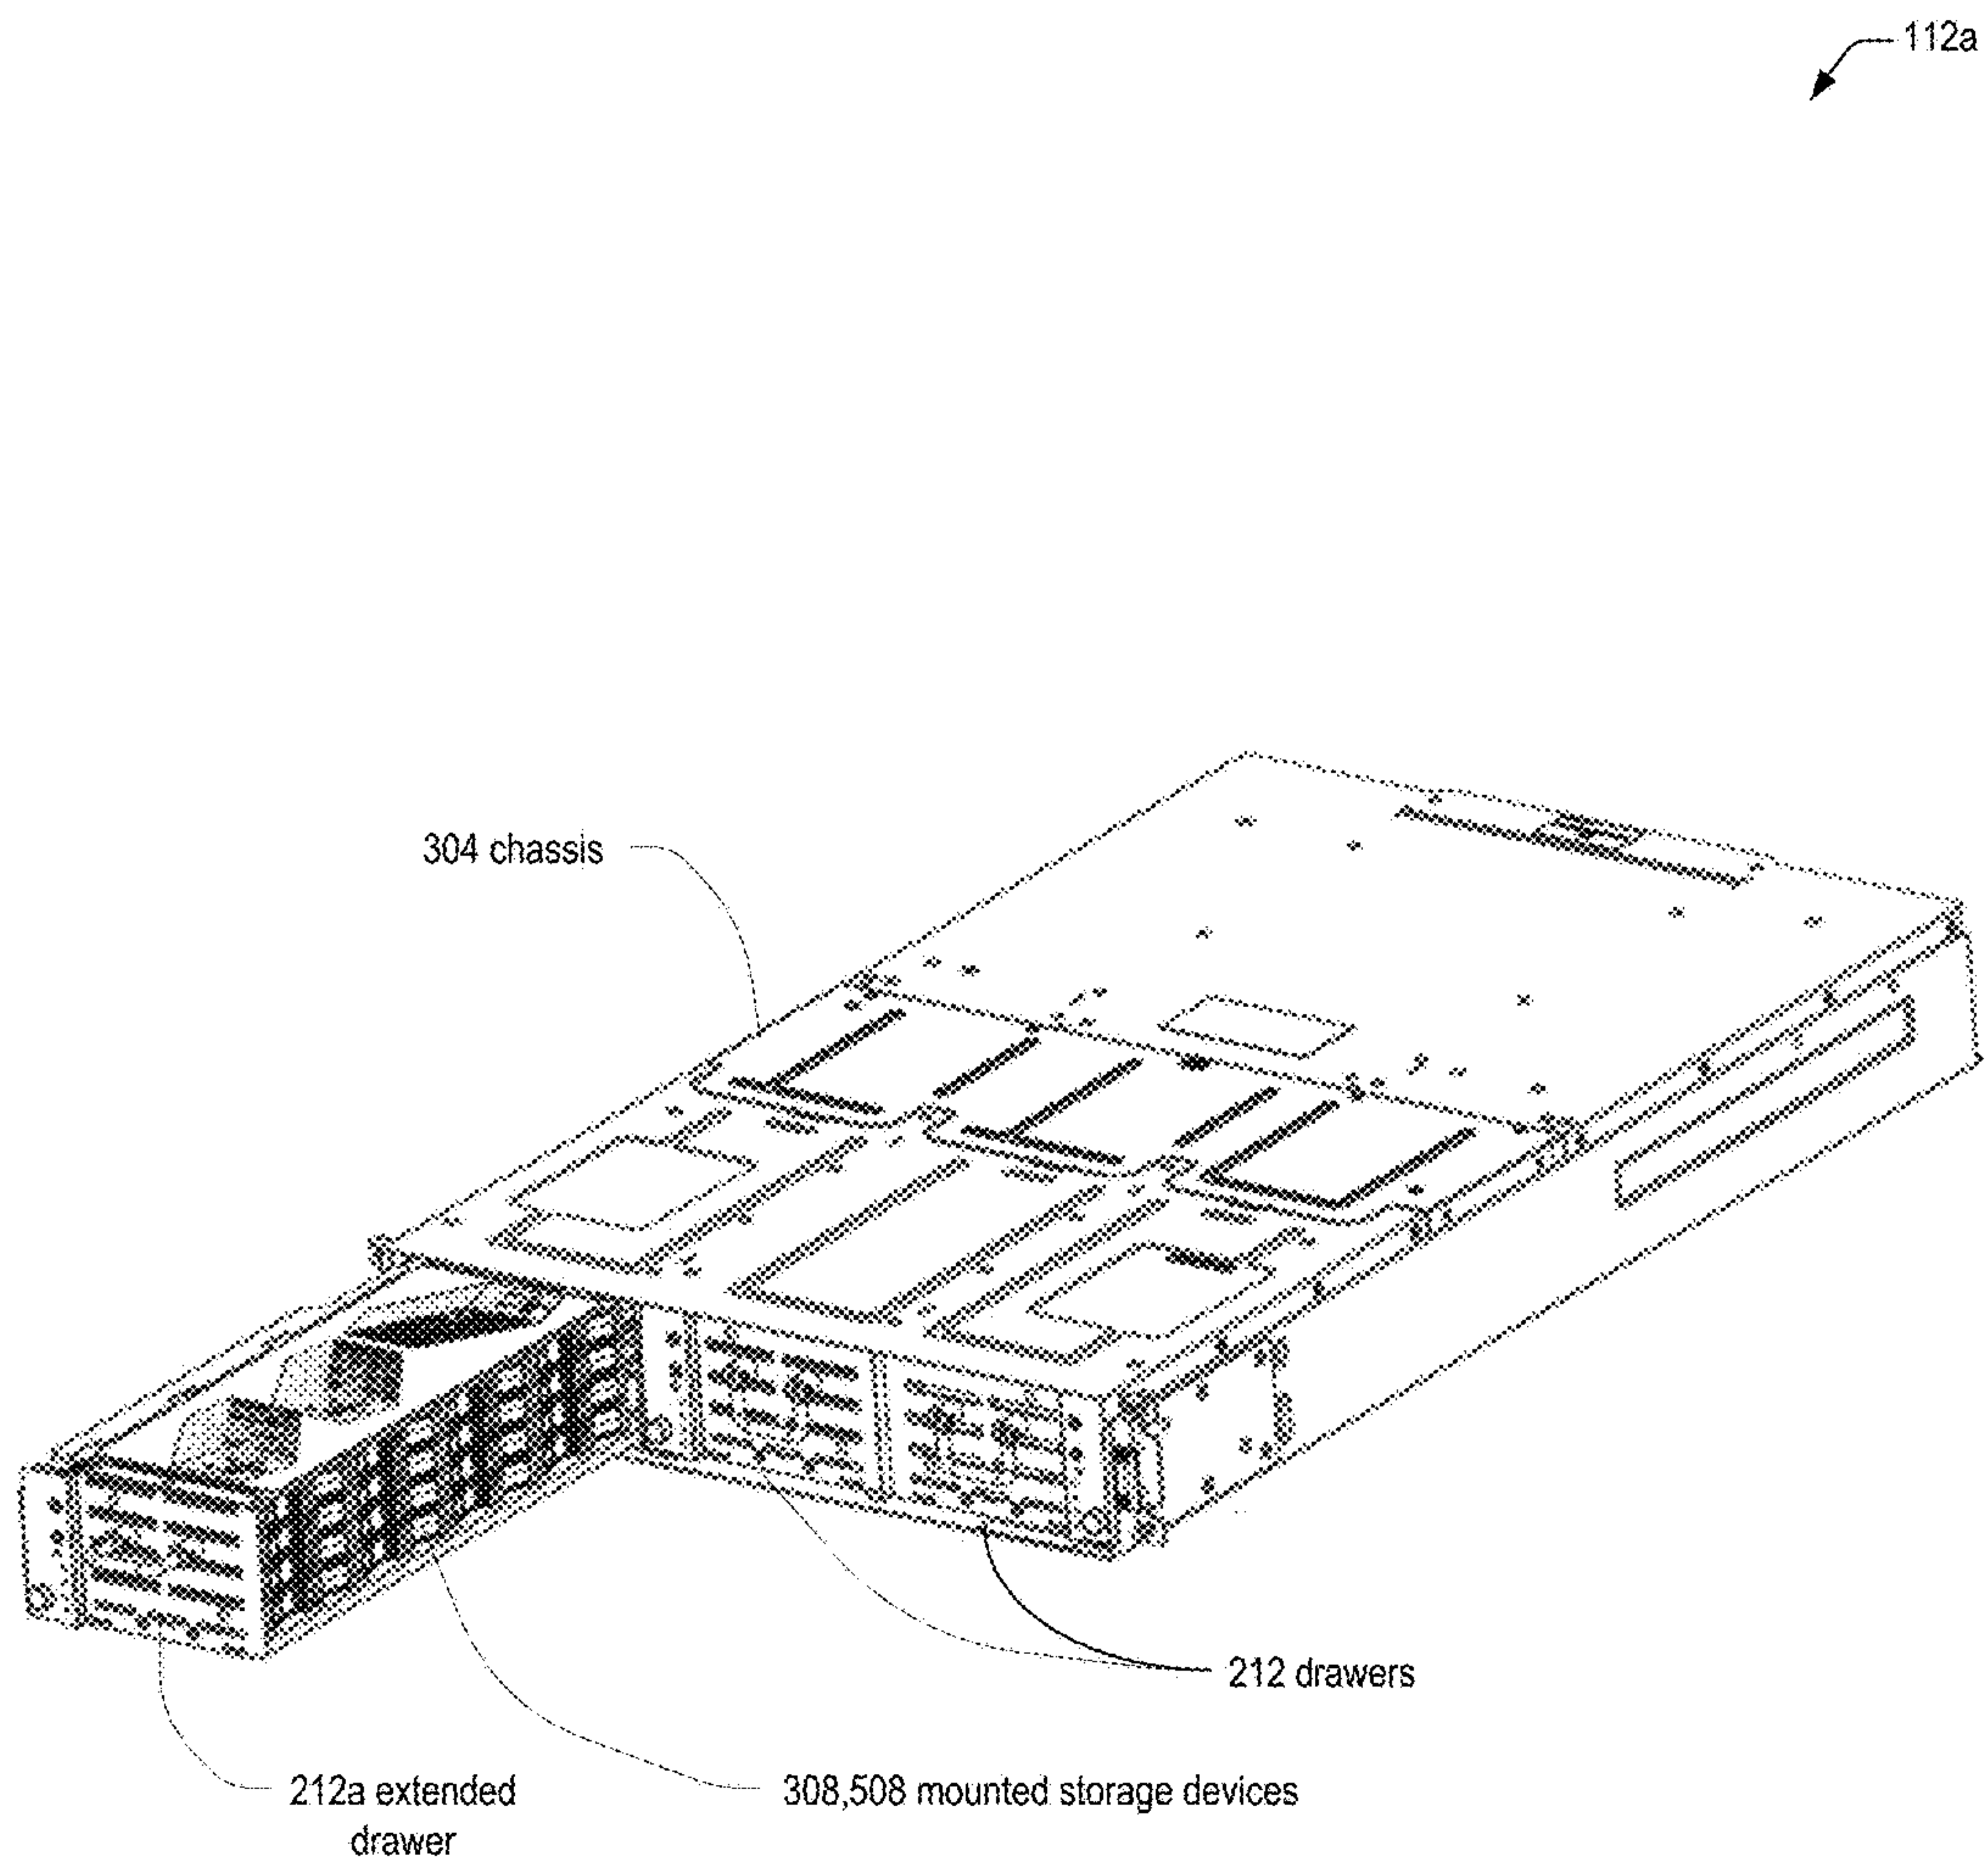 112a
304 chassis
212 drawers
212a extended
drawer
308,508 mounted storage devices